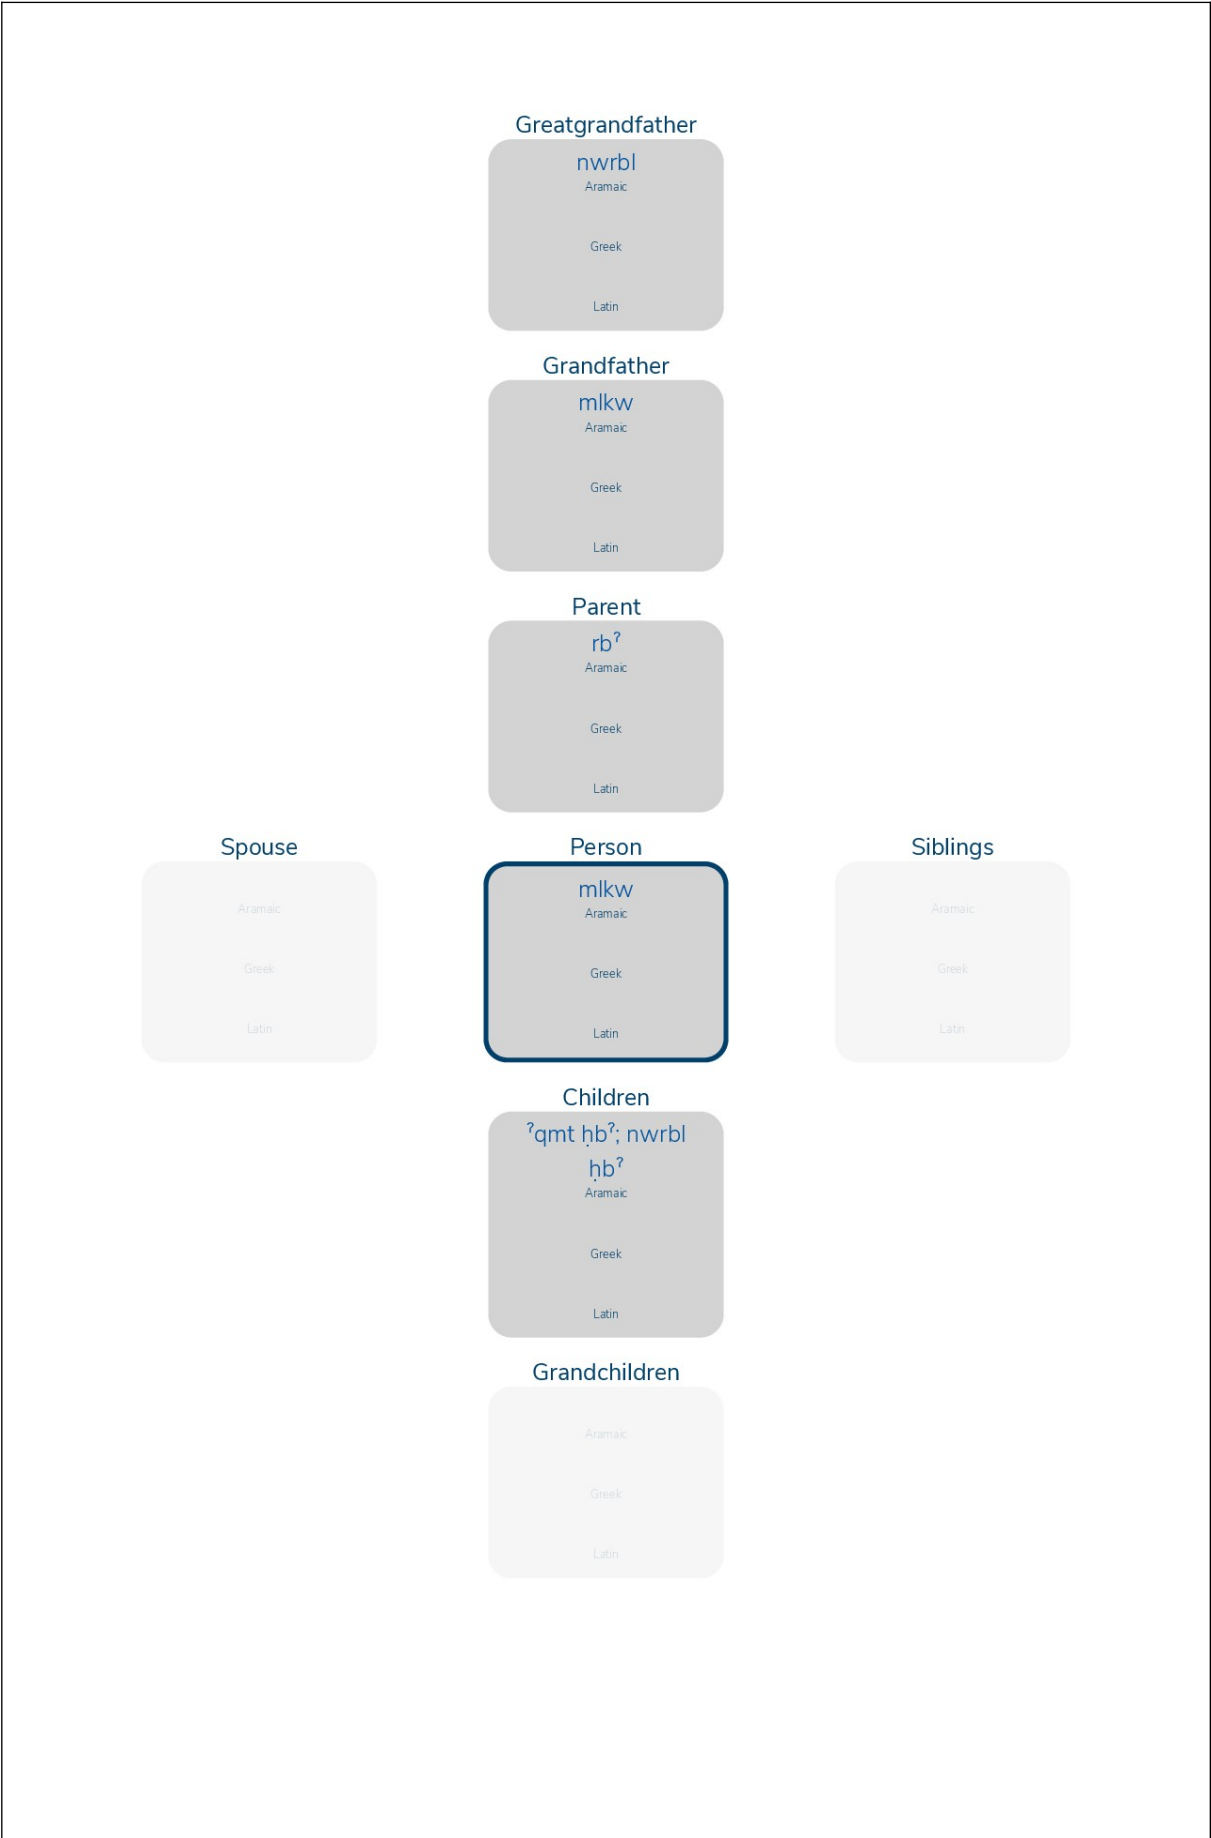 Greatgrandfather
nwrbl
Aramaic
Greek
Latin
Grandfather
mlkw
Aramaic
Greek
Latin
Parent
rbˀ
Aramaic
Greek
Latin
Spouse
Aramaic
Greek
Latin
Person
mlkw
Aramaic
Greek
Latin
Siblings
Aramaic
Greek
Latin
Children
ˀqmt ḥbˀ; nwrbl
ḥbˀ
Aramaic
Greek
Latin
Grandchildren
Aramaic
Greek
Latin